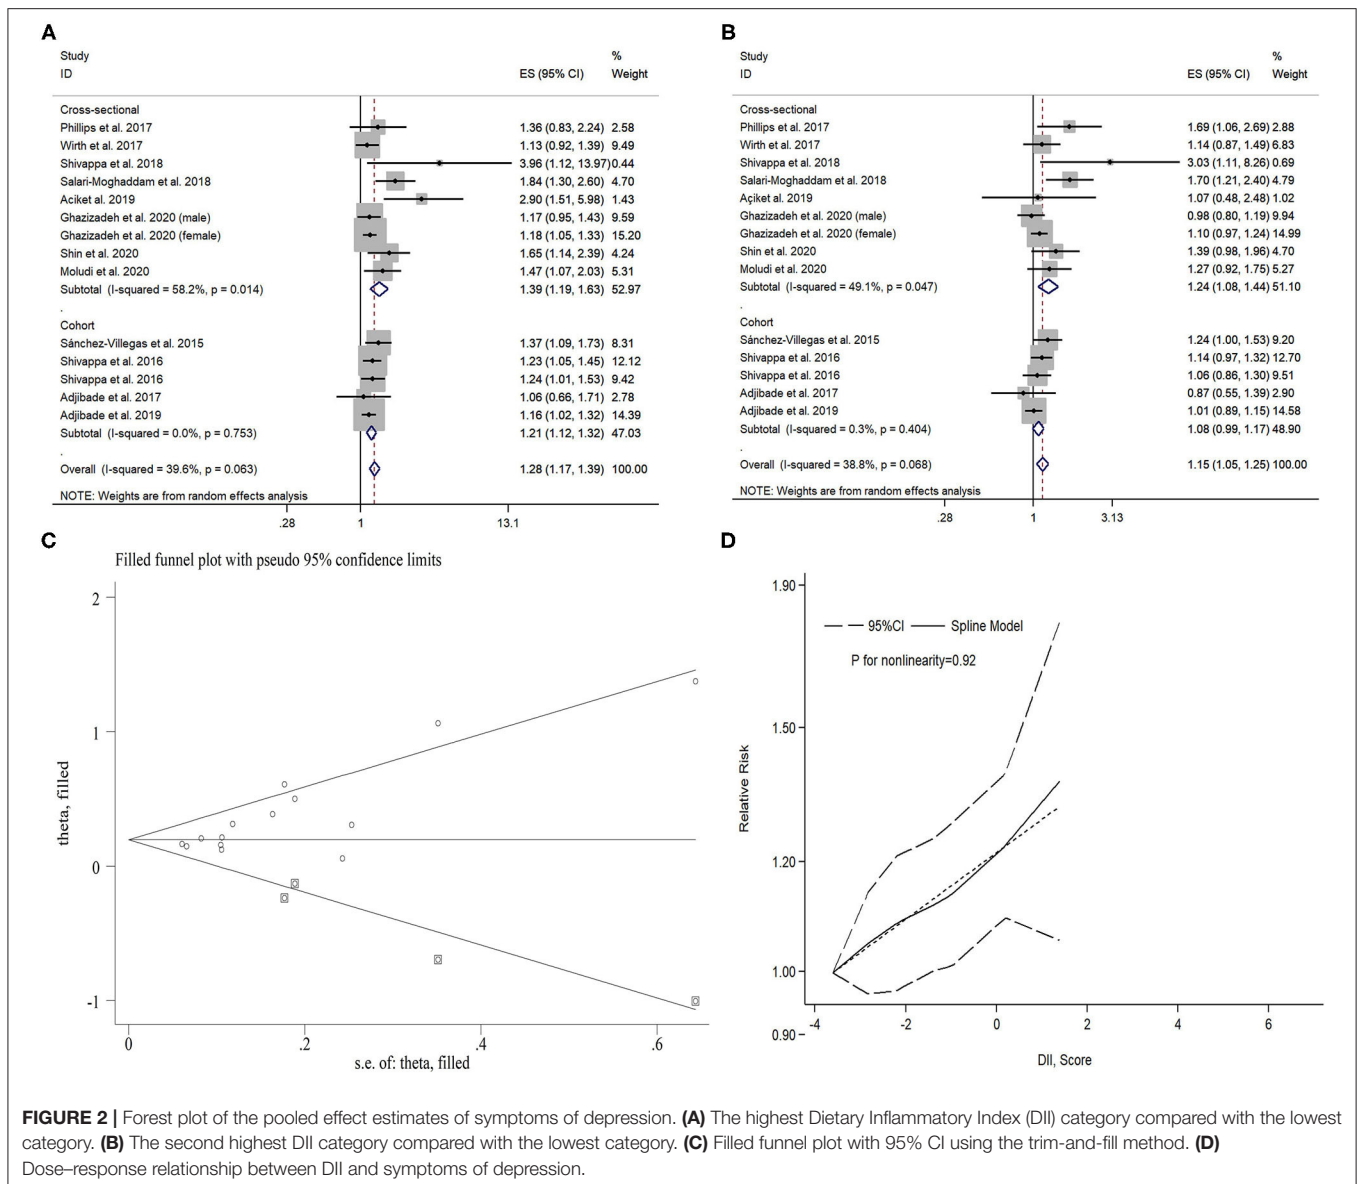 A
Study %
ID ES (95% CI) Weight
Cross-sectional
Phillips et al. 2017 1.36 (0.83, 2.24) 2.58
Wirth et al. 2017 1.13 (0.92, 1.39) 9.49
Shivappa et al. 2018 3.96 (1.12, 13.97)0.44
Salari-Moghaddam et al. 2018 1.84 (1.30, 2.60) 4.70
Aciket al. 2019 2.90 (1.51, 5.98) 1.43
Ghazizadeh et al. 2020 (male) 1.17 (0.95, 1.43) 9.59
Ghazizadeh et al. 2020 (female) 1.18 (1.05, 1.33) 15.20
Shin et al. 2020 1.65 (1.14, 2.39) 4.24
Moludi et al. 2020 1.47 (1.07, 2.03) 5.31
Subtotal (I-squared = 58.2%, p = 0.014) 1.39 (1.19, 1.63) 52.97
.
Cohort
Sánchez-Villegas et al. 2015 1.37 (1.09, 1.73) 8.31
Shivappa et al. 2016 1.23 (1.05, 1.45) 12.12
Shivappa et al. 2016 1.24 (1.01, 1.53) 9.42
Adjibade et al. 2017 1.06 (0.66, 1.71) 2.78
Adjibade et al. 2019 1.16 (1.02, 1.32) 14.39
Subtotal (I-squared = 0.0%, p = 0.753) 1.21 (1.12, 1.32) 47.03
.
Overall (I-squared = 39.6%, p = 0.063) 1.28 (1.17, 1.39) 100.00
NOTE: Weights are from random effects analysis
.28 1 13.1
B
Study %
ID ES (95% CI) Weight
Cross-sectional
Phillips et al. 2017 1.69 (1.06, 2.69) 2.88
Wirth et al. 2017 1.14 (0.87, 1.49) 6.83
Shivappa et al. 2018 3.03 (1.11, 8.26) 0.69
Salari-Moghaddam et al. 2018 1.70 (1.21, 2.40) 4.79
Açiket al. 2019 1.07 (0.48, 2.48) 1.02
Ghazizadeh et al. 2020 (male) 0.98 (0.80, 1.19) 9.94
Ghazizadeh et al. 2020 (female) 1.10 (0.97, 1.24) 14.99
Shin et al. 2020 1.39 (0.98, 1.96) 4.70
Moludi et al. 2020 1.27 (0.92, 1.75) 5.27
Subtotal (I-squared = 49.1%, p = 0.047) 1.24 (1.08, 1.44) 51.10
.
Cohort
Sánchez-Villegas et al. 2015 1.24 (1.00, 1.53) 9.20
Shivappa et al. 2016 1.14 (0.97, 1.32) 12.70
Shivappa et al. 2016 1.06 (0.86, 1.30) 9.51
Adjibade et al. 2017 0.87 (0.55, 1.39) 2.90
Adjibade et al. 2019 1.01 (0.89, 1.15) 14.58
Subtotal (I-squared = 0.3%, p = 0.404) 1.08 (0.99, 1.17) 48.90
.
Overall (I-squared = 38.8%, p = 0.068) 1.15 (1.05, 1.25) 100.00
NOTE: Weights are from random effects analysis
.28 1 3.13
C
Filled funnel plot with pseudo 95% confidence limits
theta, filled
2
1
0
-1
0 .2 .4 .6
s.e. of: theta, filled
D
Relative Risk
1.90
1.50
1.20
1.00
0.90
95%CI Spline Model
P for nonlinearity=0.92
-4 -2 0 2 4 6
DII, Score
FIGURE 2 | Forest plot of the pooled effect estimates of symptoms of depression. (A) The highest Dietary Inflammatory Index (DII) category compared with the lowest
category. (B) The second highest DII category compared with the lowest category. (C) Filled funnel plot with 95% CI using the trim-and-fill method. (D)
Dose–response relationship between DII and symptoms of depression.